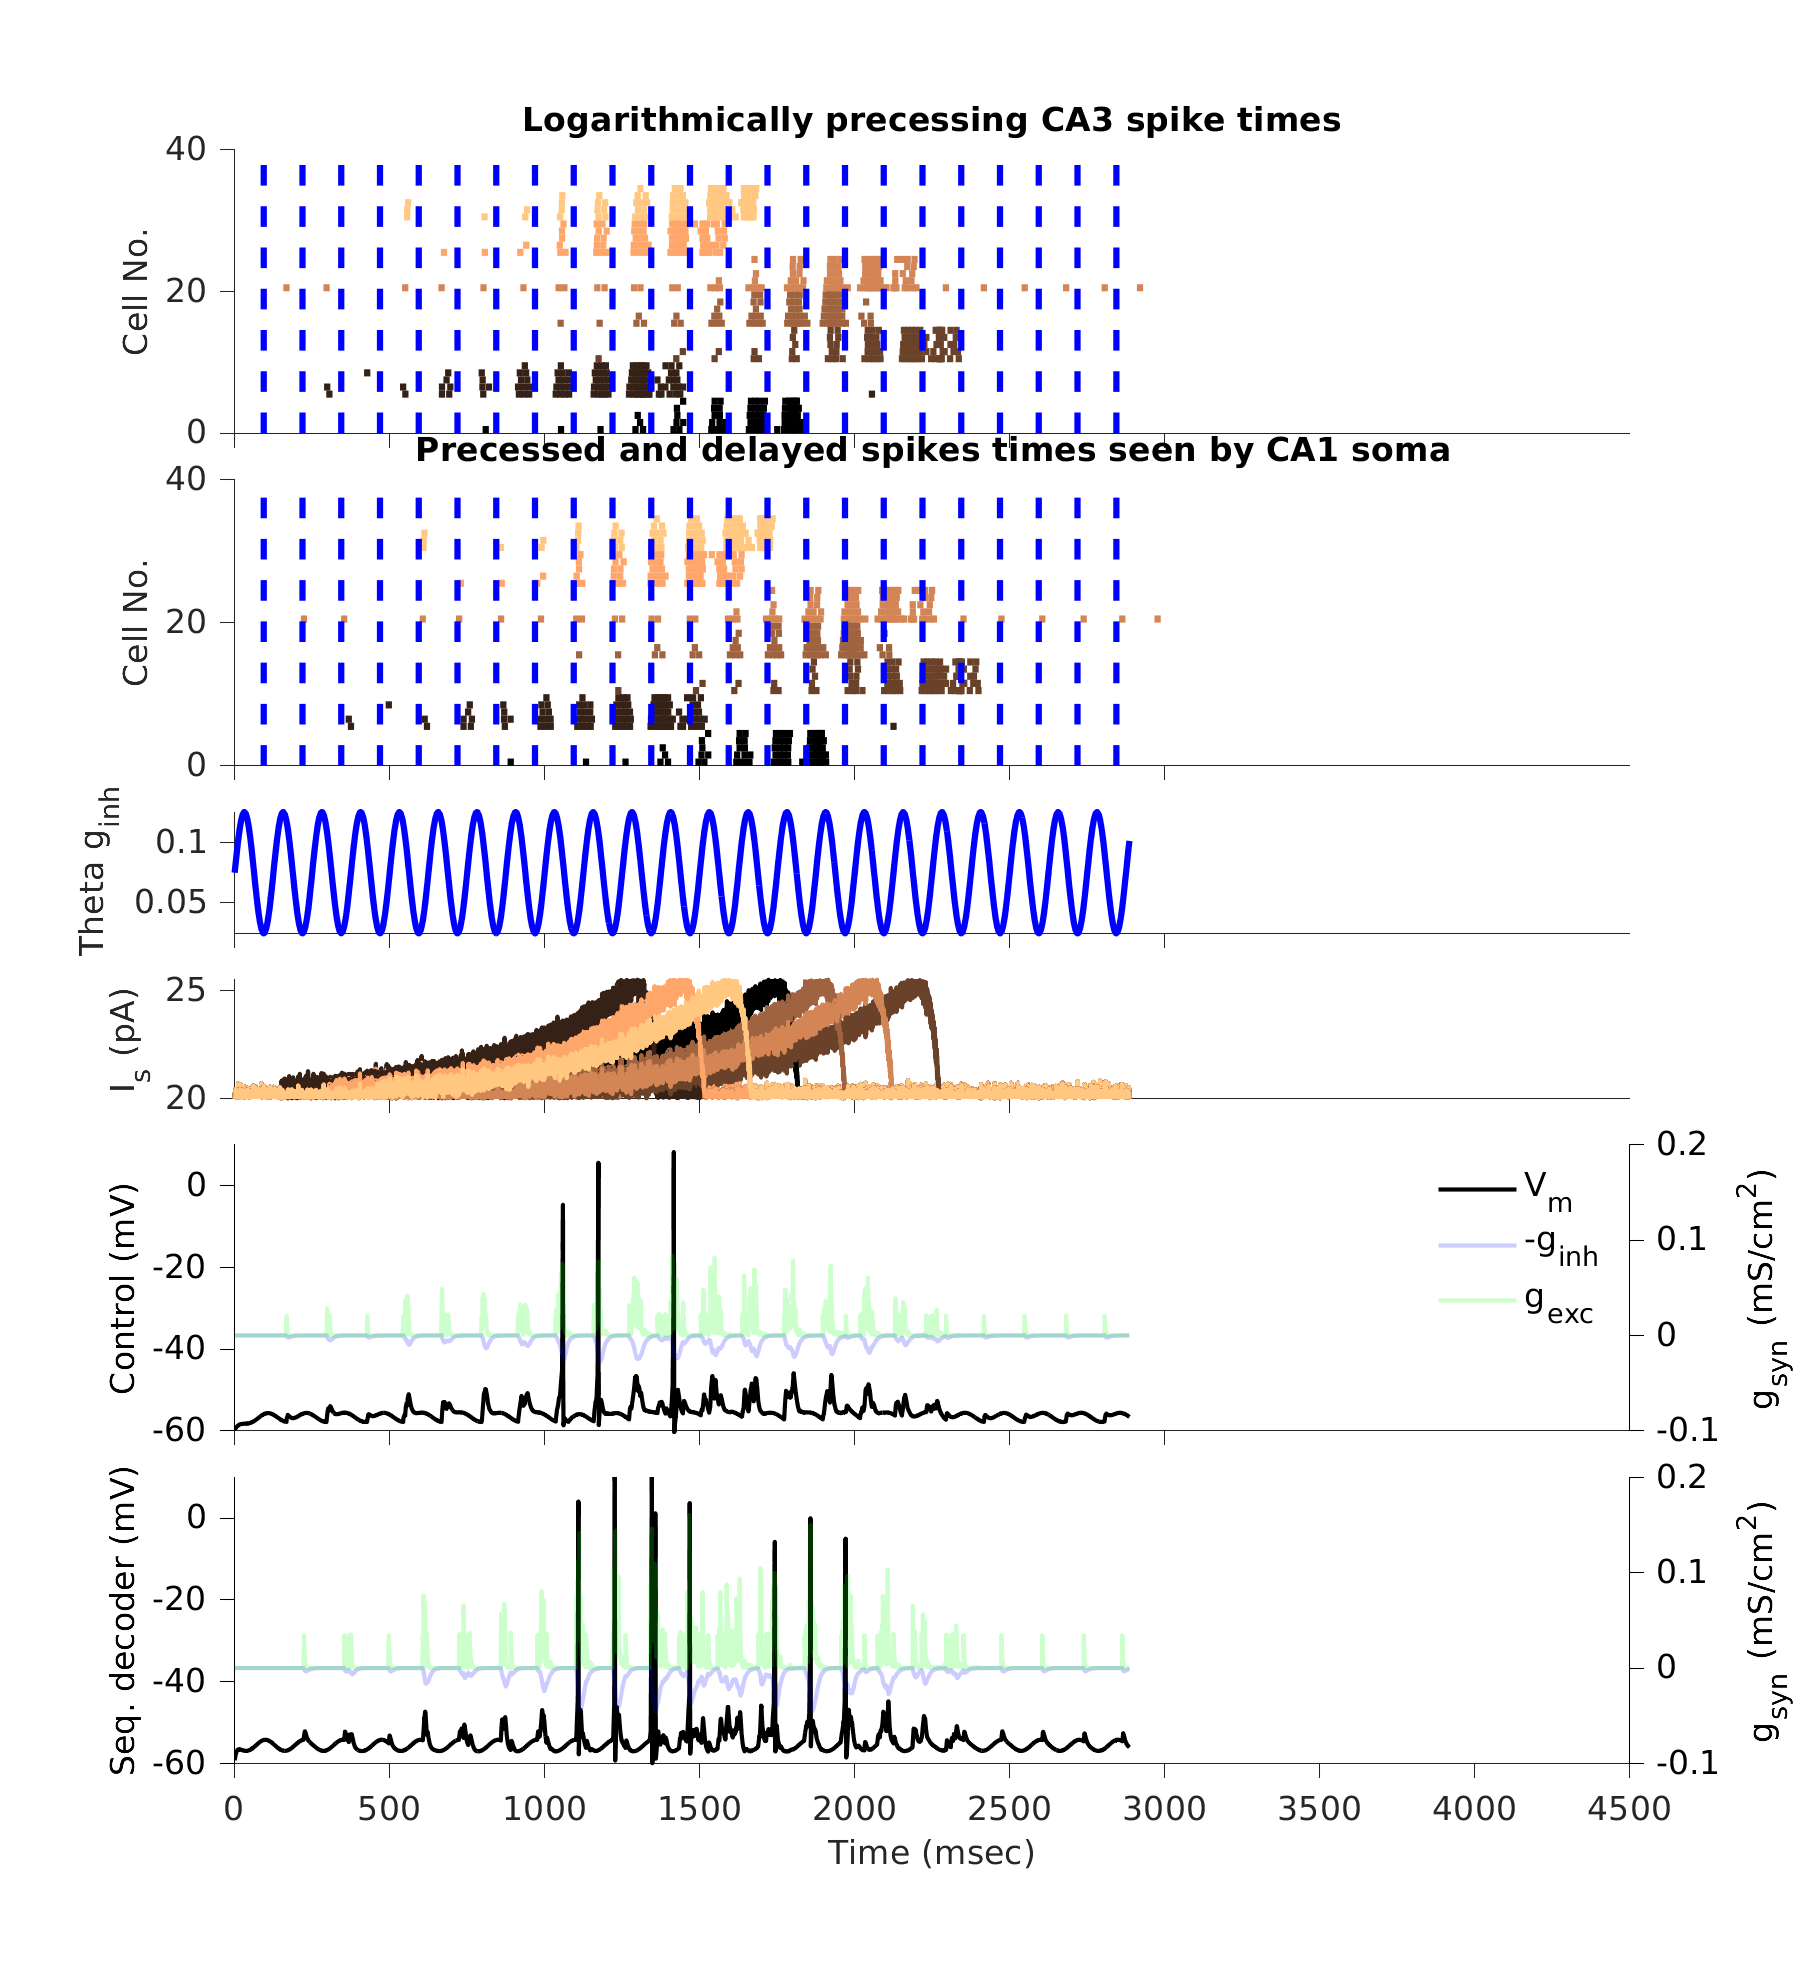 Logarithmically precessing CA3 spike times
40
20
0
Cell No.
Precessed and delayed spikes times seen by CA1 soma
40
20
0
Cell No.
0.1
0.05
Theta g_inh
25
20
I_s (pA)
0
-20
-40
-60
Control (mV)
V_m
-g_inh
g_exc
0.2
0.1
0
-0.1
g_syn (mS/cm²)
0
-20
-40
-60
Seq. decoder (mV)
0.2
0.1
0
-0.1
g_syn (mS/cm²)
0 500 1000 1500 2000 2500 3000 3500 4000 4500
Time (msec)